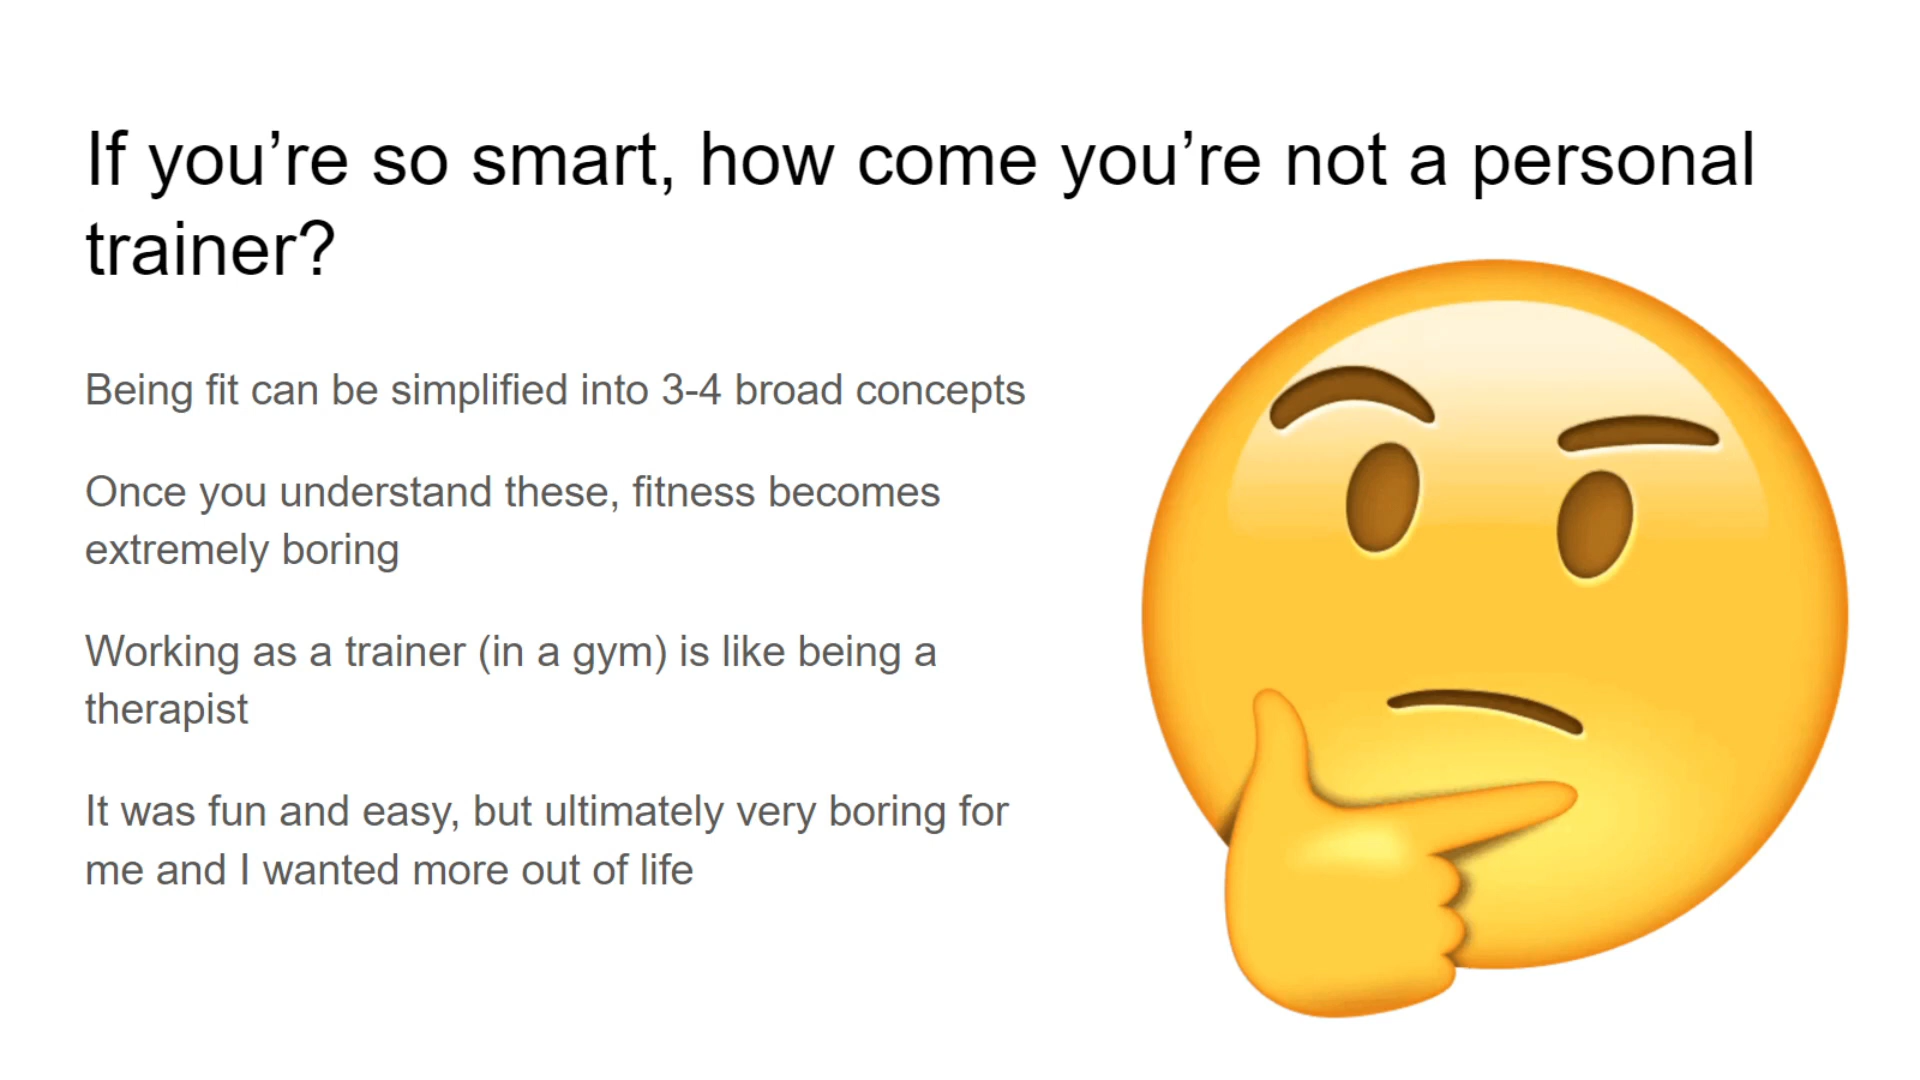 If you’re so smart, how come you’re not a personal
trainer?
Being fit can be simplified into 3-4 broad concepts
Once you understand these, fitness becomes
extremely boring
Working as a trainer (in a gym) is like being a
therapist
It was fun and easy, but ultimately very boring for
me and I wanted more out of life